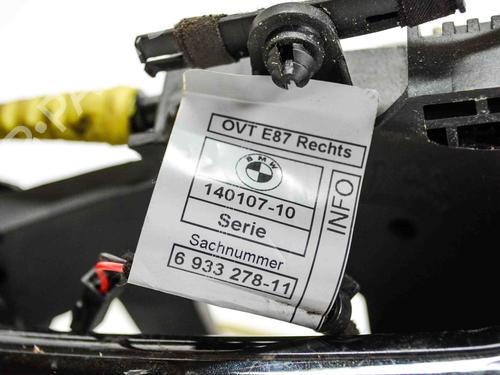 OVT E87 Rechts
BMW
140107-10
Serie
Sachnummer
6 933 278-11
INFO